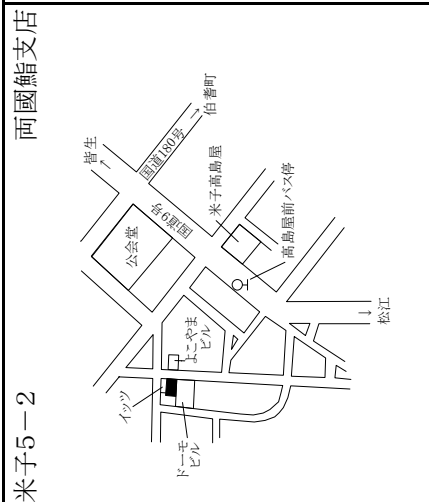 米子5-2
両國鮨支店
皆生
国道180号
伯耆町
国道9号
公会堂
米子高島屋
高島屋前バス停
よこやま
ビル
イッツ
ドーモ
ビル
松江